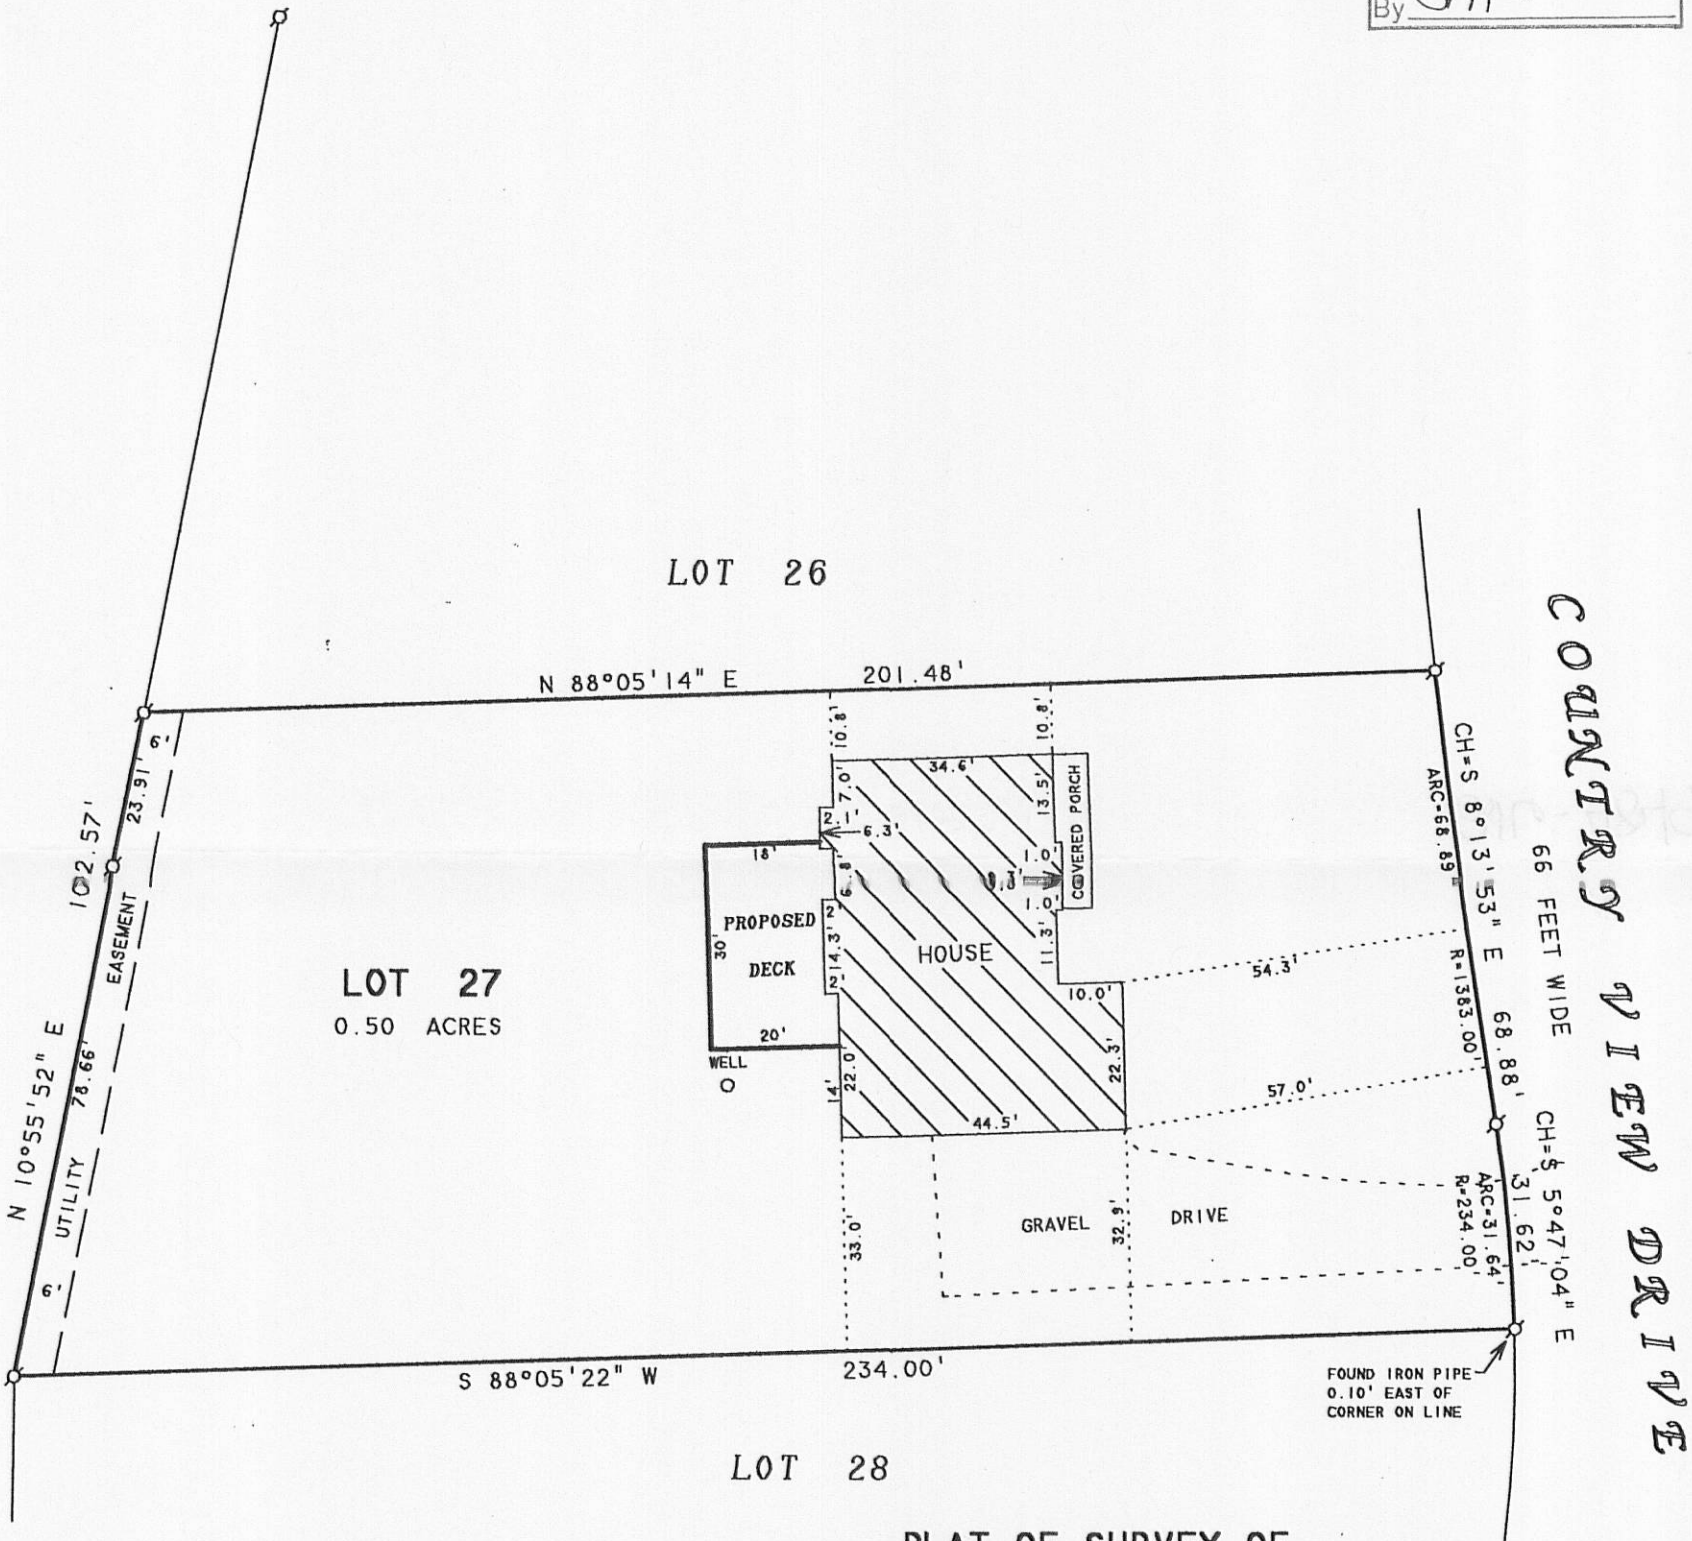 By
LOT 26
N 88°05'14" E 201.48'
COUNTRY VIEW DRIVE
66 FEET WIDE
CH=S 8°13'53" E 68.88'
ARC=68.89'
R=1383.00'
CH=S 5°47'04" E
31.62'
ARC=31.64'
R=234.00'
6'
23.91'
102.57'
N 10°55'52" E
78.66'
UTILITY EASEMENT
6'
10.8'
10.8'
34.6'
7.0'
13.5'
COVERED PORCH
2.1'
6.3'
18'
6.8'
1.0'
1.0'
11.3'
PROPOSED
DECK
30'
2'
14.3'
2'
20'
HOUSE
10.0'
54.3'
LOT 27
0.50 ACRES
WELL
14'
22.0'
22.3'
57.0'
44.5'
GRAVEL DRIVE
33.0'
32.9'
S 88°05'22" W 234.00'
FOUND IRON PIPE
0.10' EAST OF
CORNER ON LINE
LOT 28
PLAT OF SURVEY OF